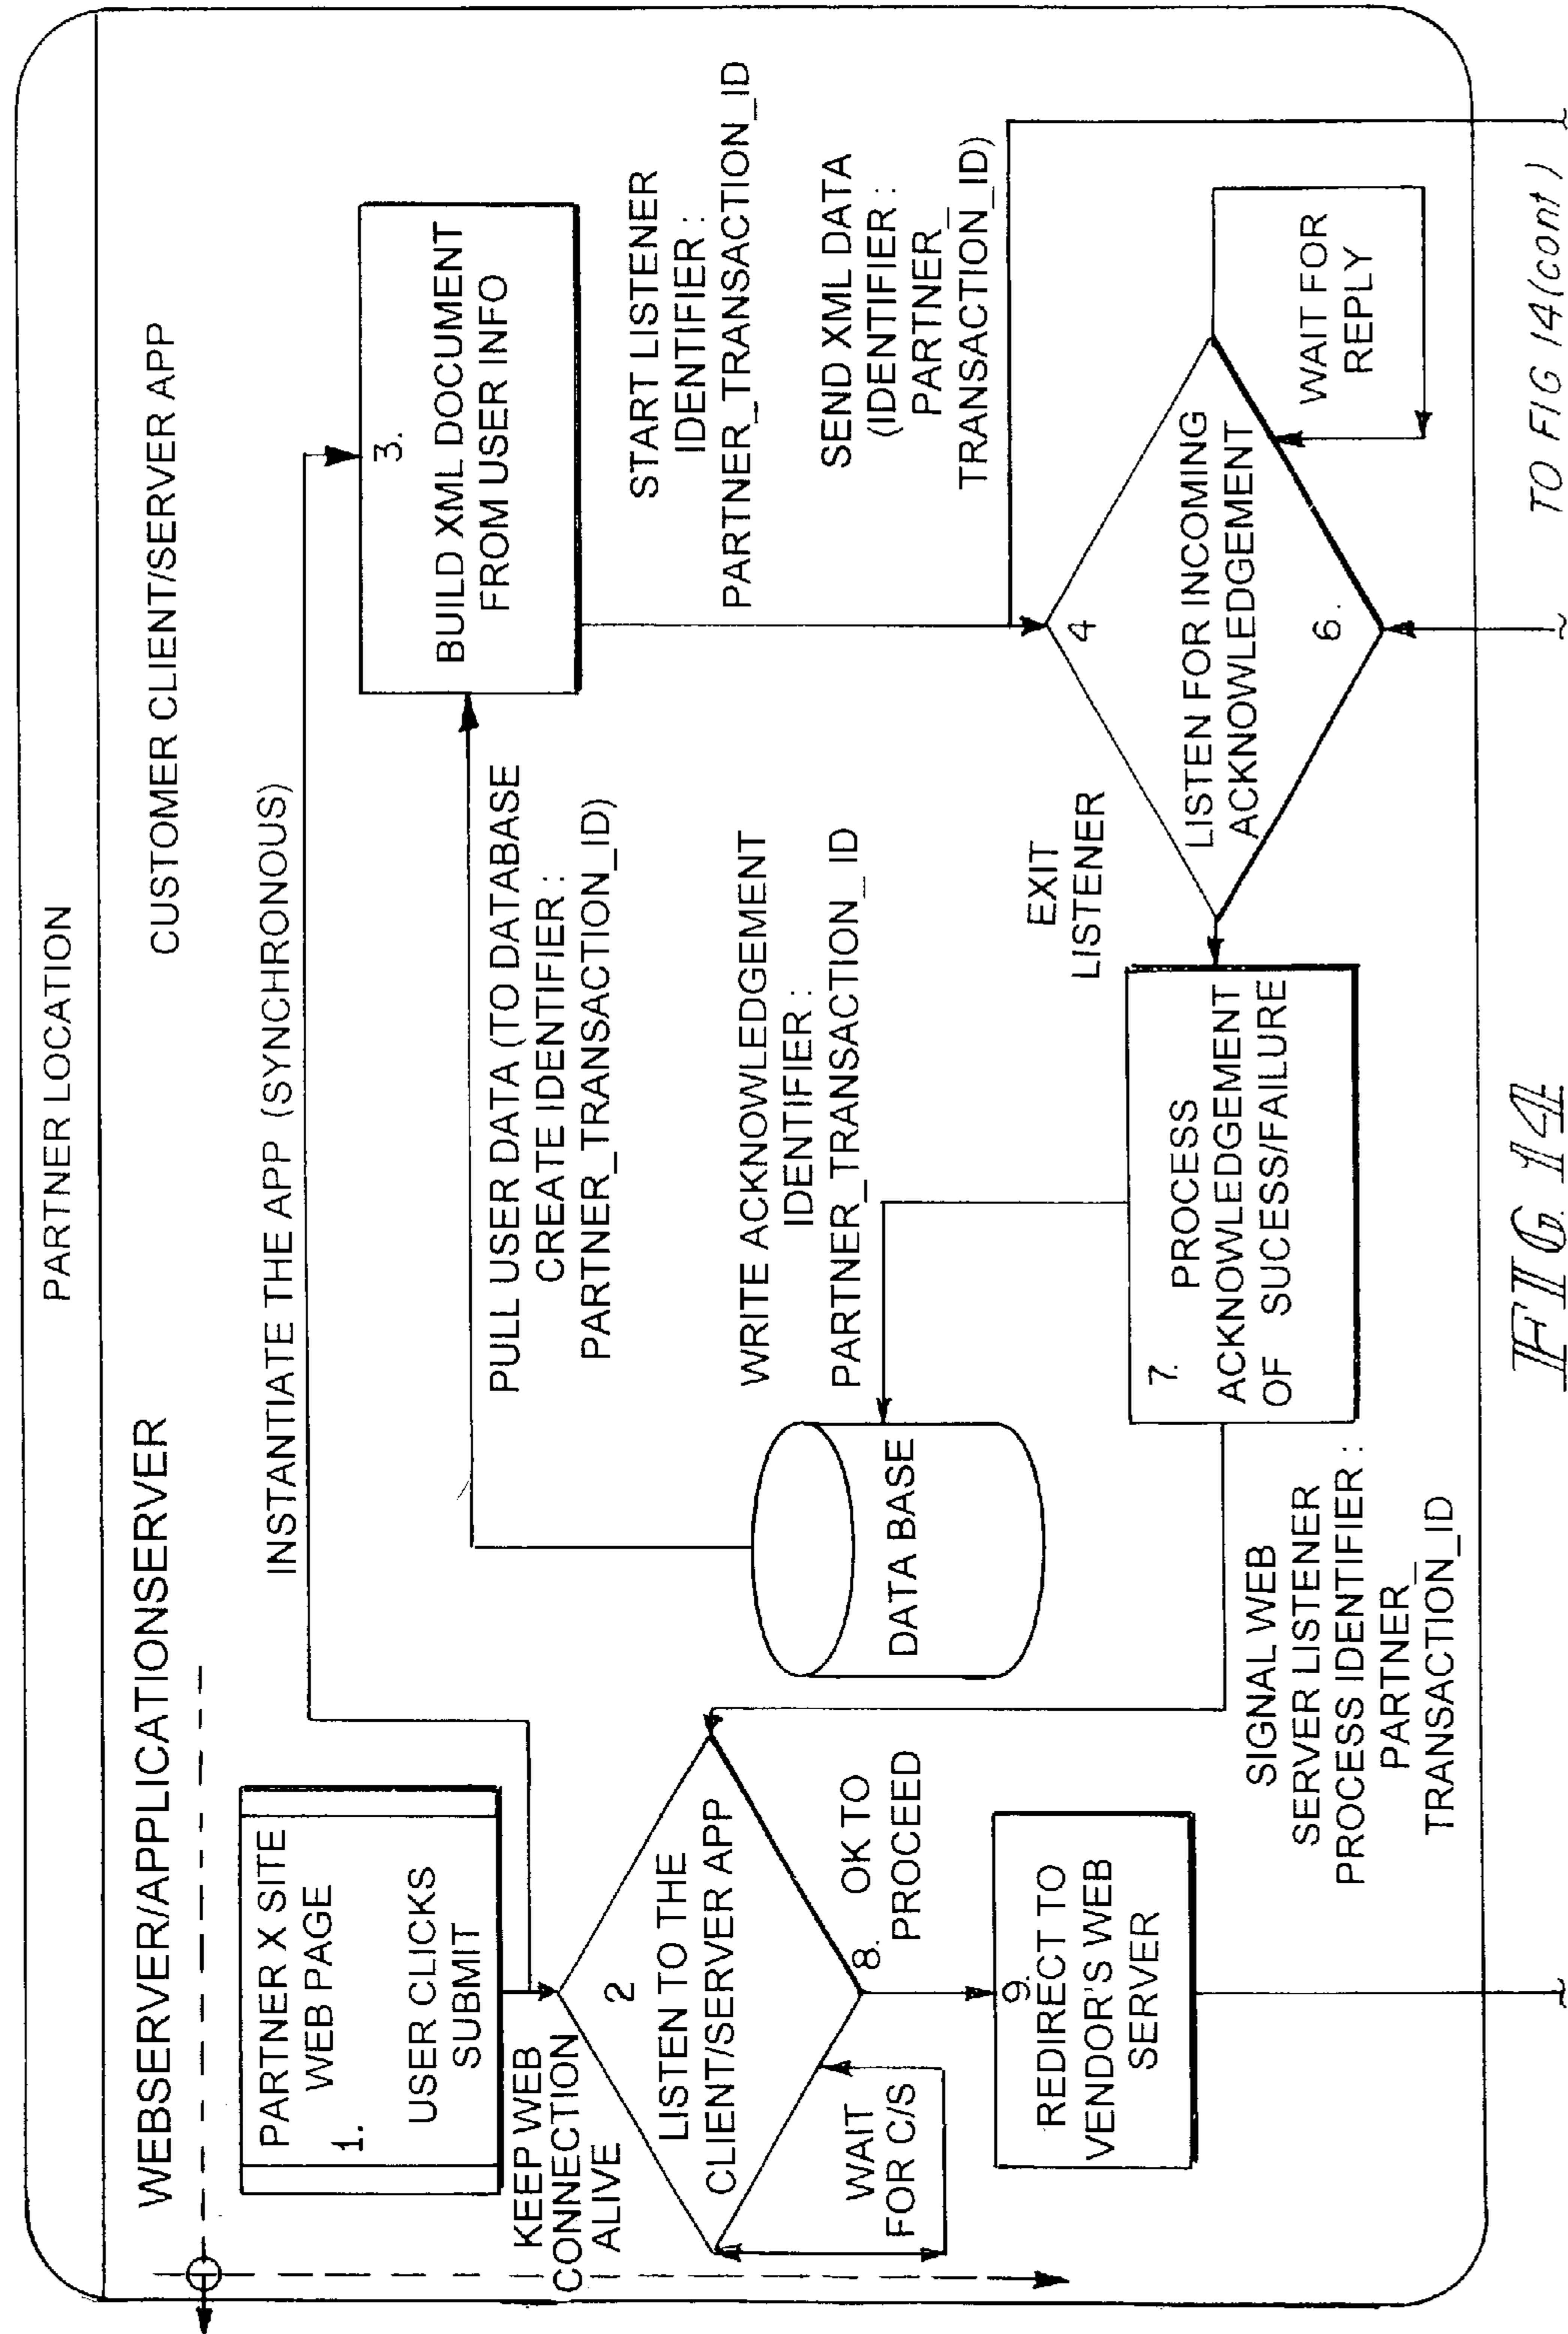 PARTNER LOCATION
WEBSERVER/APPLICATIONSERVER
CUSTOMER CLIENT/SERVER APP
INSTANTIATE THE APP (SYNCHRONOUS)
PARTNER X SITE
WEB PAGE
1.
USER CLICKS
SUBMIT
KEEP WEB
CONNECTION
ALIVE
2
LISTEN TO THE
CLIENT/SERVER APP
WAIT
FOR C/S
8.
OK TO
PROCEED
9.
REDIRECT TO
VENDOR'S WEB
SERVER
3.
BUILD XML DOCUMENT
FROM USER INFO
PULL USER DATA (TO DATABASE
CREATE IDENTIFIER :
PARTNER_TRANSACTION_ID)
START LISTENER
IDENTIFIER :
PARTNER_TRANSACTION_ID
SEND XML DATA
(IDENTIFIER :
PARTNER_
TRANSACTION_ID)
DATA BASE
WRITE ACKNOWLEDGEMENT
IDENTIFIER :
PARTNER_TRANSACTION_ID
4
LISTEN FOR INCOMING
ACKNOWLEDGEMENT
6.
WAIT FOR
REPLY
EXIT
LISTENER
7.
PROCESS
ACKNOWLEDGEMENT
OF SUCESS/FAILURE
SIGNAL WEB
SERVER LISTENER
PROCESS IDENTIFIER :
PARTNER_
TRANSACTION_ID
FIG. 14
TO FIG 14(cont)